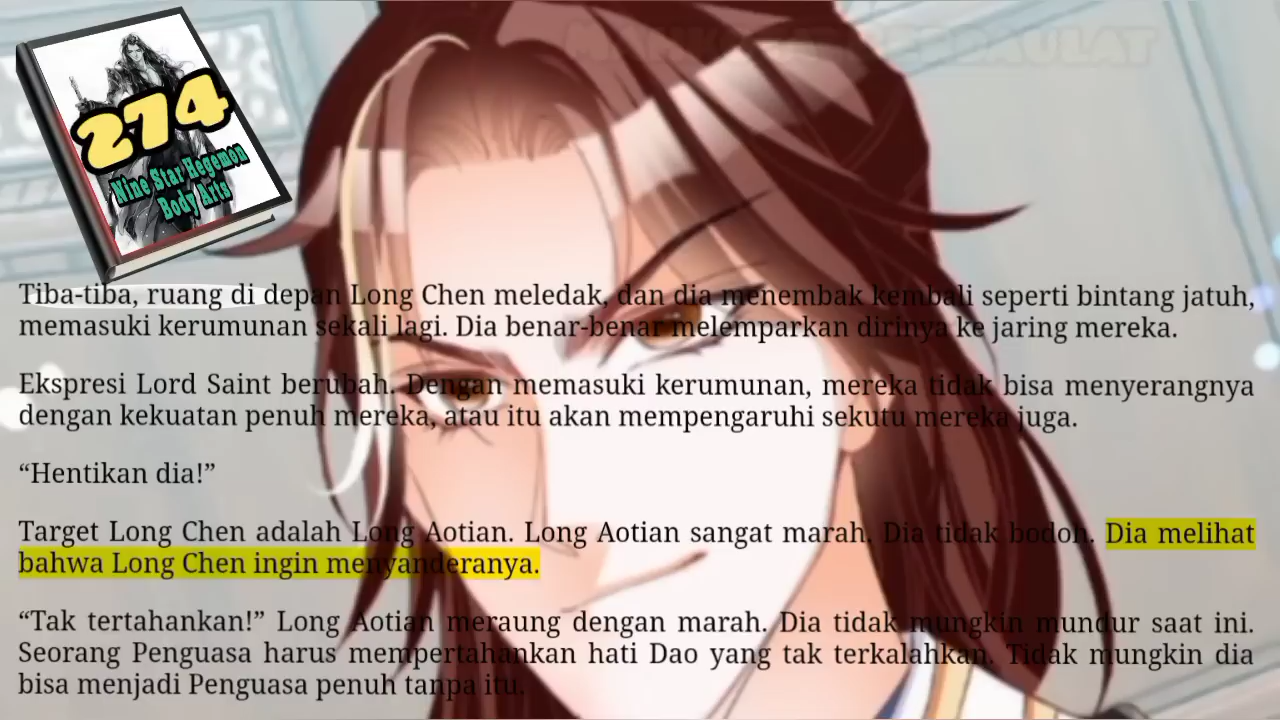 274
Nine Star Hegemon
Body Arts
Tiba-tiba, ruang di depan Long Chen meledak, dan dia menembak kembali seperti bintang jatuh,
memasuki kerumunan sekali lagi. Dia benar-benar melemparkan dirinya ke jaring mereka.
Ekspresi Lord Saint berubah. Dengan memasuki kerumunan, mereka tidak bisa menyerangnya
dengan kekuatan penuh mereka, atau itu akan mempengaruhi sekutu mereka juga.
“Hentikan dia!”
Target Long Chen adalah Long Aotian. Long Aotian sangat marah. Dia tidak bodoh. Dia melihat
bahwa Long Chen ingin menyanderanya.
“Tak tertahankan!” Long Aotian meraung dengan marah. Dia tidak mungkin mundur saat ini.
Seorang Penguasa harus mempertahankan hati Dao yang tak terkalahkan. Tidak mungkin dia
bisa menjadi Penguasa penuh tanpa itu.